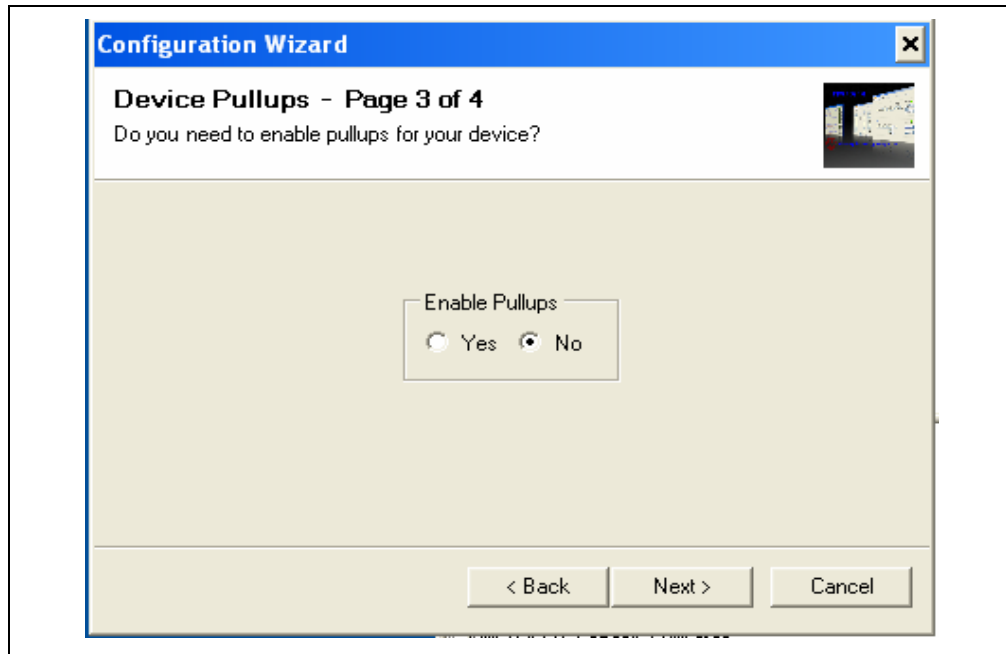 Configuration Wizard
Device Pullups - Page 3 of 4
Do you need to enable pullups for your device?
Enable Pullups
Yes No
< Back Next > Cancel